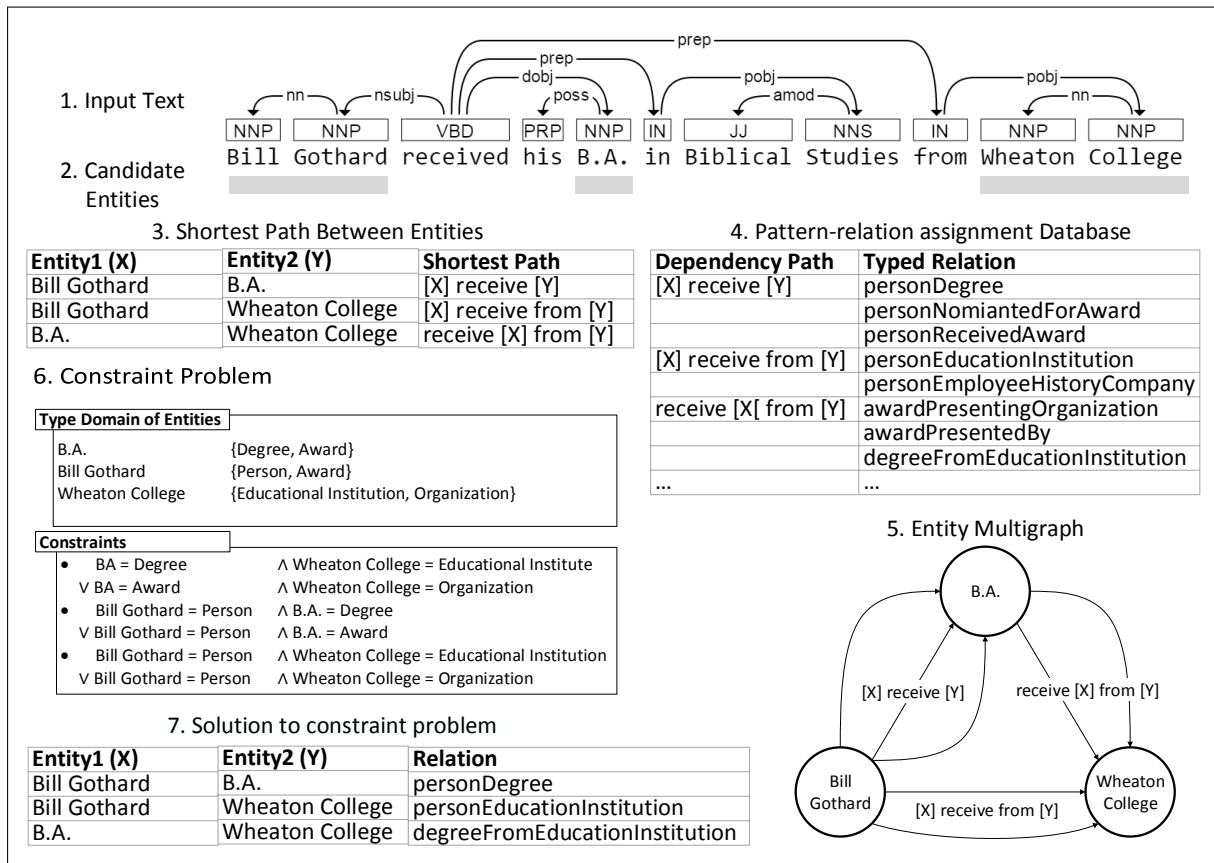 prep
prep
dobj pobj pobj
nn nsubj poss amod nn
1. Input Text
NNP NNP VBD PRP NNP IN JJ NNS IN NNP NNP
Bill Gothard received his B.A. in Biblical Studies from Wheaton College
2. Candidate
Entities
3. Shortest Path Between Entities
Entity1 (X) Entity2 (Y) Shortest Path
Bill Gothard B.A. [X] receive [Y]
Bill Gothard Wheaton College [X] receive from [Y]
B.A. Wheaton College receive [X] from [Y]
4. Pattern-relation assignment Database
Dependency Path Typed Relation
[X] receive [Y] personDegree
personNomiantedForAward
personReceivedAward
[X] receive from [Y] personEducationInstitution
personEmployeeHistoryCompany
receive [X[ from [Y] awardPresentingOrganization
awardPresentedBy
degreeFromEducationInstitution
... ...
6. Constraint Problem
Type Domain of Entities
B.A. {Degree, Award}
Bill Gothard {Person, Award}
Wheaton College {Educational Institution, Organization}
Constraints
• BA = Degree ∧ Wheaton College = Educational Institute
∨ BA = Award ∧ Wheaton College = Organization
• Bill Gothard = Person ∧ B.A. = Degree
∨ Bill Gothard = Person ∧ B.A. = Award
• Bill Gothard = Person ∧ Wheaton College = Educational Institution
∨ Bill Gothard = Person ∧ Wheaton College = Organization
5. Entity Multigraph
B.A.
[X] receive [Y] receive [X] from [Y]
Bill
Gothard
Wheaton
College
[X] receive from [Y]
7. Solution to constraint problem
Entity1 (X) Entity2 (Y) Relation
Bill Gothard B.A. personDegree
Bill Gothard Wheaton College personEducationInstitution
B.A. Wheaton College degreeFromEducationInstitution